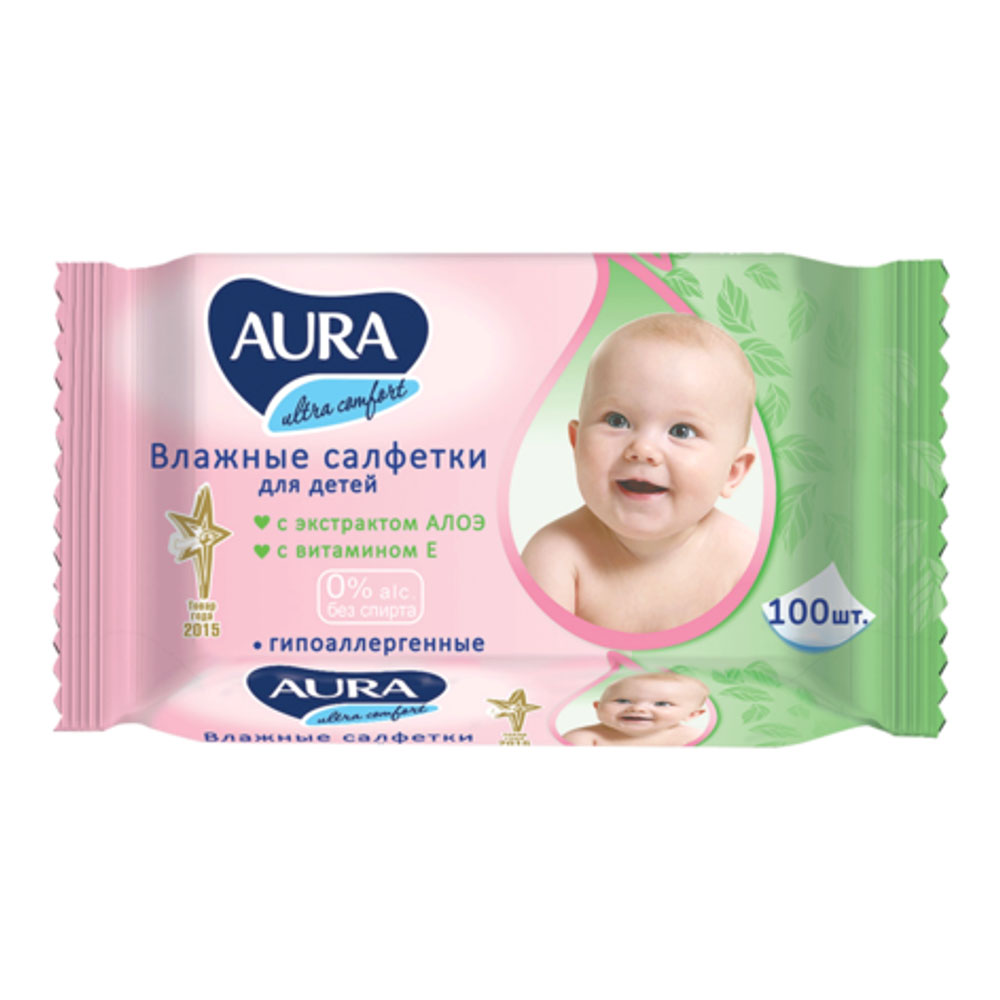 AURA
ultra comfort
Влажные салфетки
для детей
с экстрактом АЛОЭ
с витамином Е
0% alc.
без спирта
Товар
года
2015
• гипоаллергенные
100шт.
AURA
ultra comfort
Влажные салфетки
2015